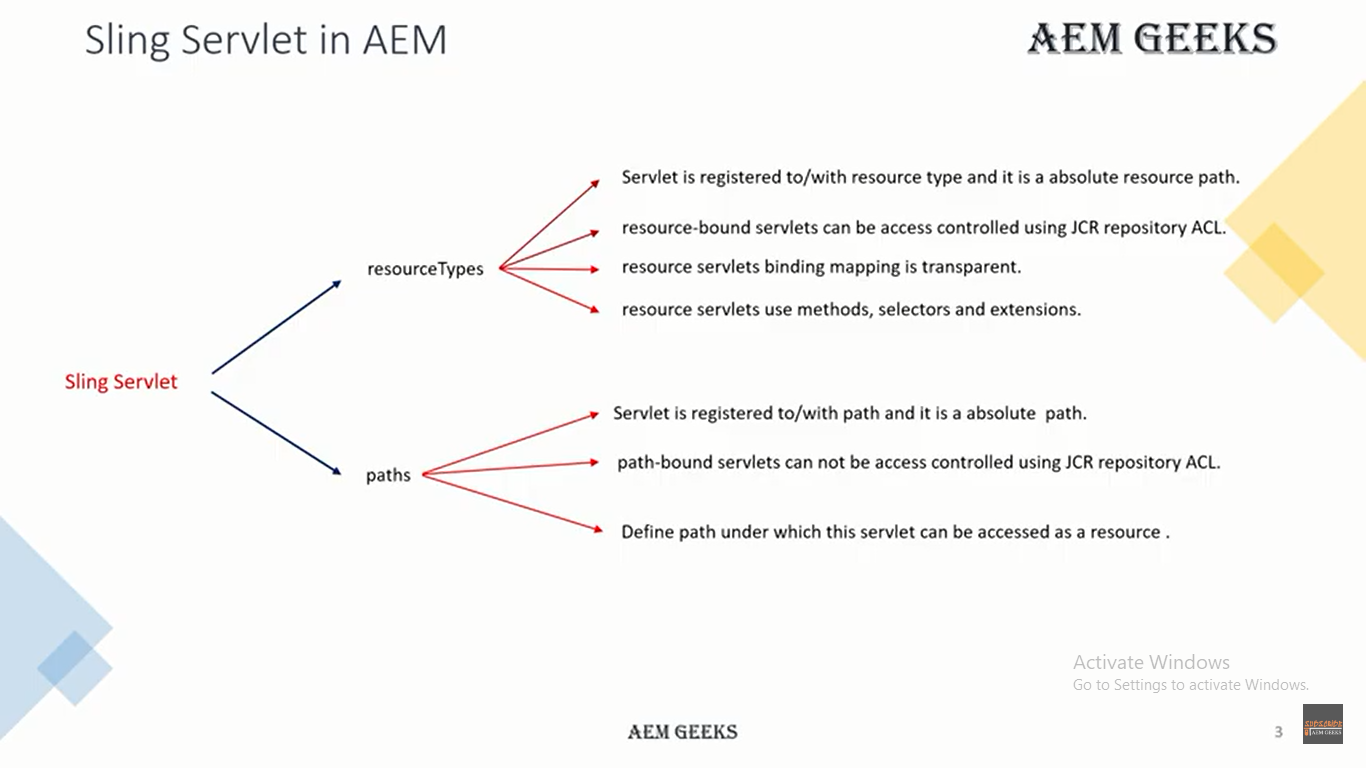 Sling Servlet in AEM
AEM GEEKS
Servlet is registered to/with resource type and it is a absolute resource path.
resource-bound servlets can be access controlled using JCR repository ACL.
resourceTypes
resource servlets binding mapping is transparent.
resource servlets use methods, selectors and extensions.
Sling Servlet
Servlet is registered to/with path and it is a absolute path.
path-bound servlets can not be access controlled using JCR repository ACL.
paths
Define path under which this servlet can be accessed as a resource .
Activate Windows
Go to Settings to activate Windows.
AEM GEEKS
3
SUBSCRIBE
AEM GEEKS